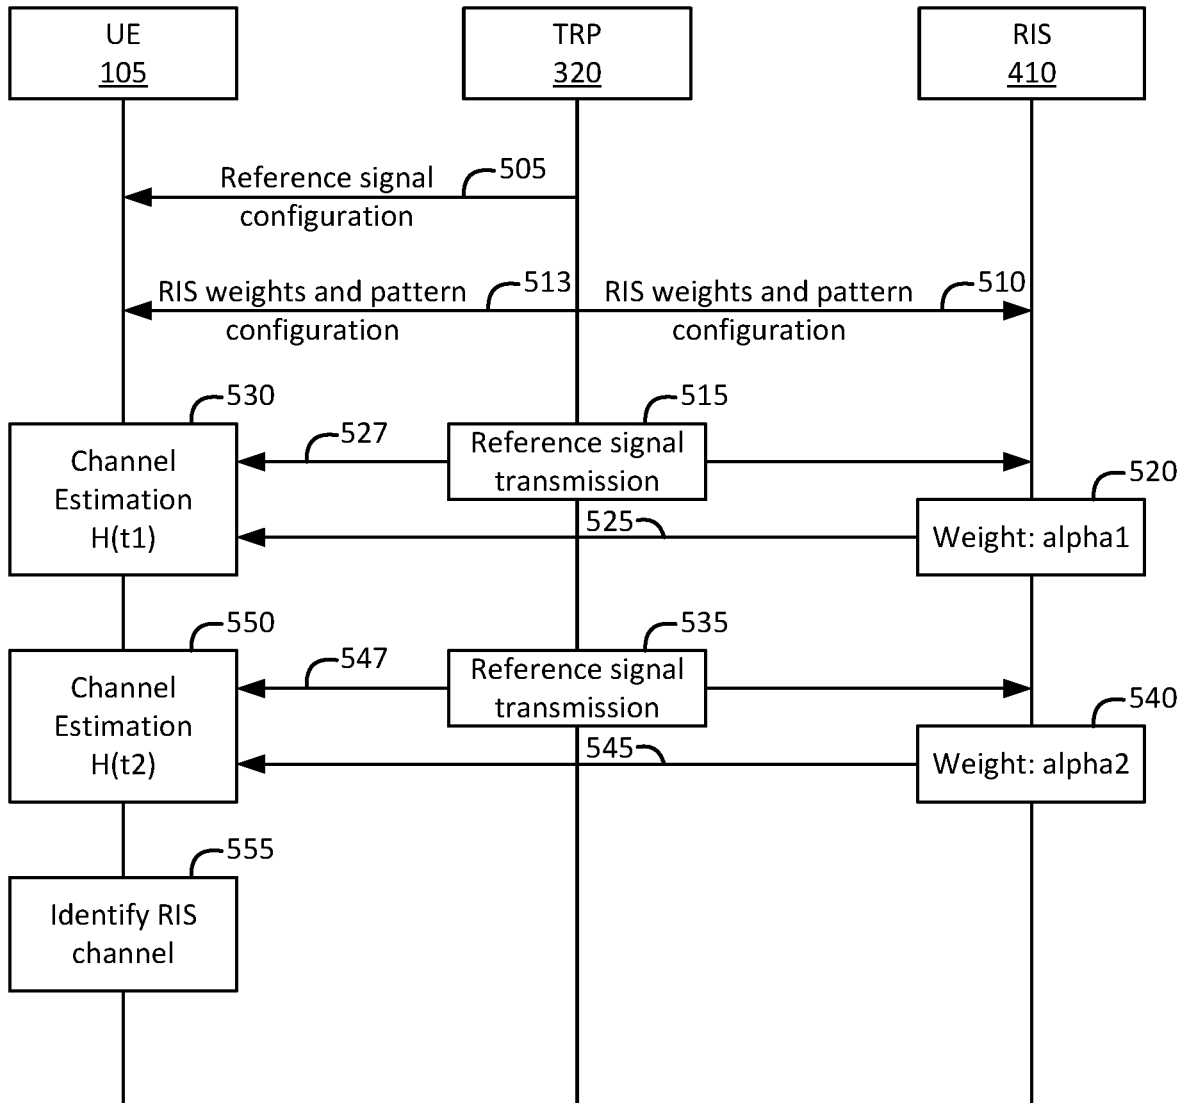 UE
105
TRP
320
RIS
410
Reference signal
configuration
505
RIS weights and pattern
configuration
513
RIS weights and pattern
configuration
510
530
Channel
Estimation
H(t1)
527
515
Reference signal
transmission
525
520
Weight: alpha1
550
Channel
Estimation
H(t2)
547
535
Reference signal
transmission
545
540
Weight: alpha2
555
Identify RIS
channel